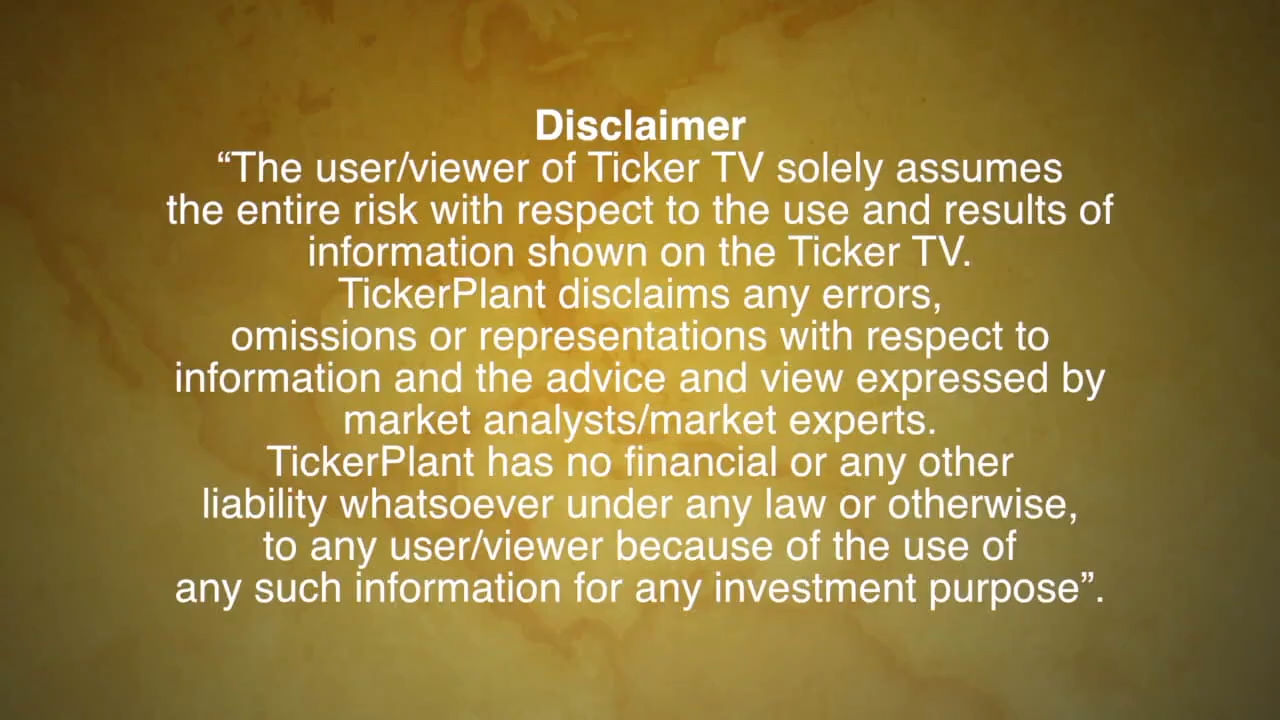 Disclaimer
“The user/viewer of Ticker TV solely assumes
the entire risk with respect to the use and results of
information shown on the Ticker TV.
TickerPlant disclaims any errors,
omissions or representations with respect to
information and the advice and view expressed by
market analysts/market experts.
TickerPlant has no financial or any other
liability whatsoever under any law or otherwise,
to any user/viewer because of the use of
any such information for any investment purpose”.